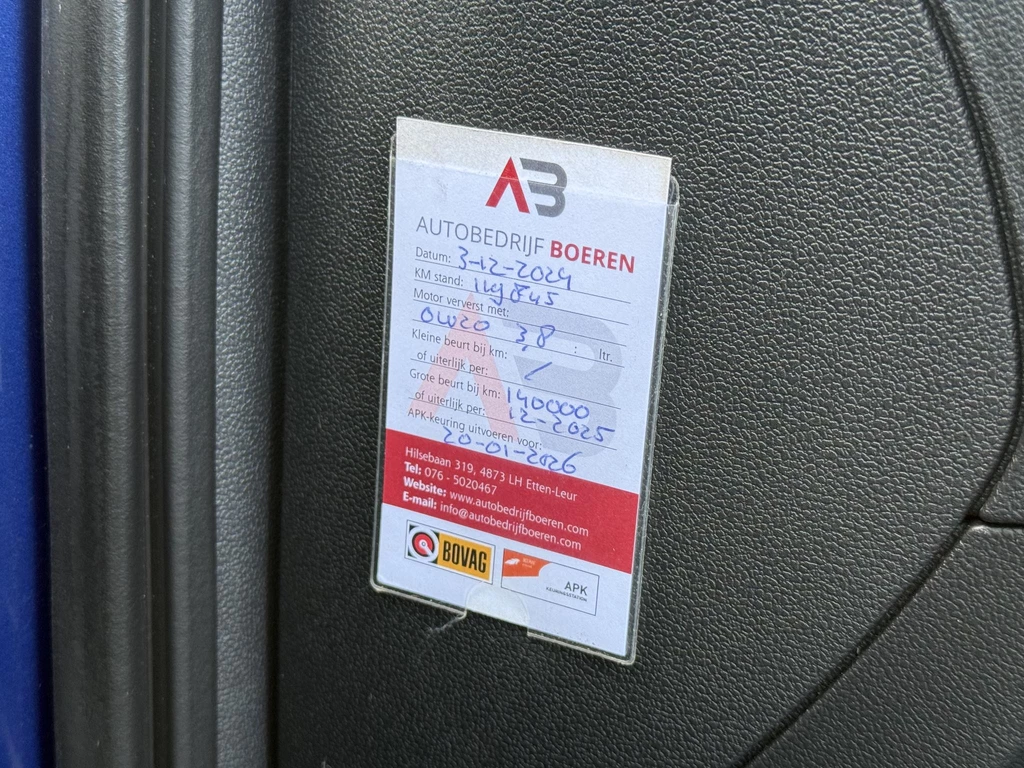 AB
AUTOBEDRIJF BOEREN
Datum: 3-12-2024
KM stand:
Motor ververst met:
0W20 3,8 : ltr.
Kleine beurt bij km:
of uiterlijk per: /
Grote beurt bij km: 140000
of uiterlijk per: 12-2025
APK-keuring uitvoeren voor:
20-01-2026
Hilsebaan 319, 4873 LH Etten-Leur
Tel: 076 - 5020467
Website: www.autobedrijfboeren.com
E-mail: info@autobedrijfboeren.com
BOVAG
APK
KEURINGSSTATION